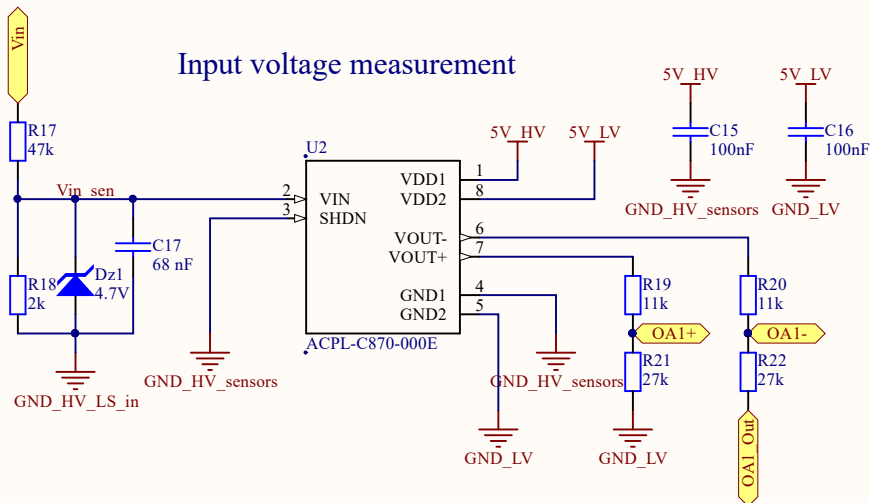 Vin
Input voltage measurement
R17
47k
Vin_sen
R18
2k
Dz1
4.7V
C17
68 nF
GND_HV_LS_in
U2
2
VIN
3
SHDN
VDD1
1
VDD2
8
VOUT-
6
VOUT+
7
GND1
4
GND2
5
ACPL-C870-000E
GND_HV_sensors
5V_HV
5V_LV
GND_HV_sensors
GND_LV
5V_HV
C15
100nF
GND_HV_sensors
5V_LV
C16
100nF
GND_LV
R19
11k
OA1+
R21
27k
GND_LV
R20
11k
OA1-
R22
27k
OA1_Out